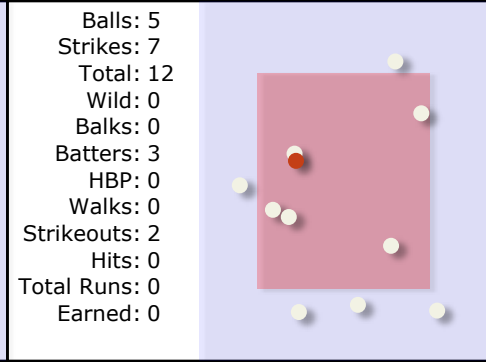 Balls: 5
Strikes: 7
Total: 12
Wild: 0
Balks: 0
Batters: 3
HBP: 0
Walks: 0
Strikeouts: 2
Hits: 0
Total Runs: 0
Earned: 0